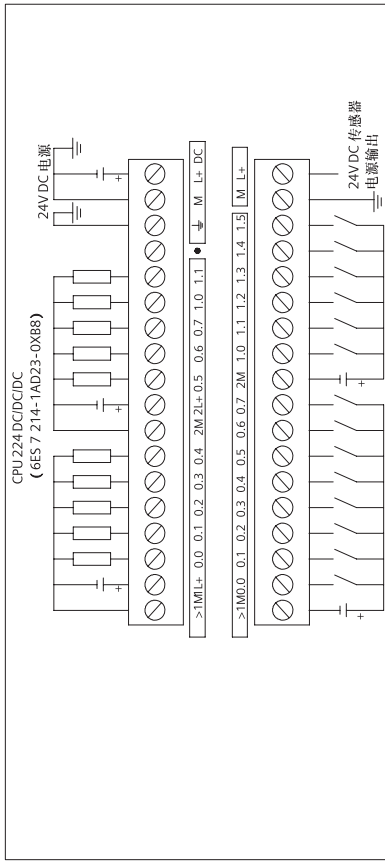 CPU 224 DC/DC/DC
( 6ES 7 214-1AD23-0XB8 )
24V DC 电源
>1M 1L+ 0.0 0.1 0.2 0.3 0.4 2M 2L+ 0.5 0.6 0.7 1.0 1.1 • M L+ DC
>1M 0.0 0.1 0.2 0.3 0.4 0.5 0.6 0.7 2M 1.0 1.1 1.2 1.3 1.4 1.5 M L+
24V DC 传感器
电源输出